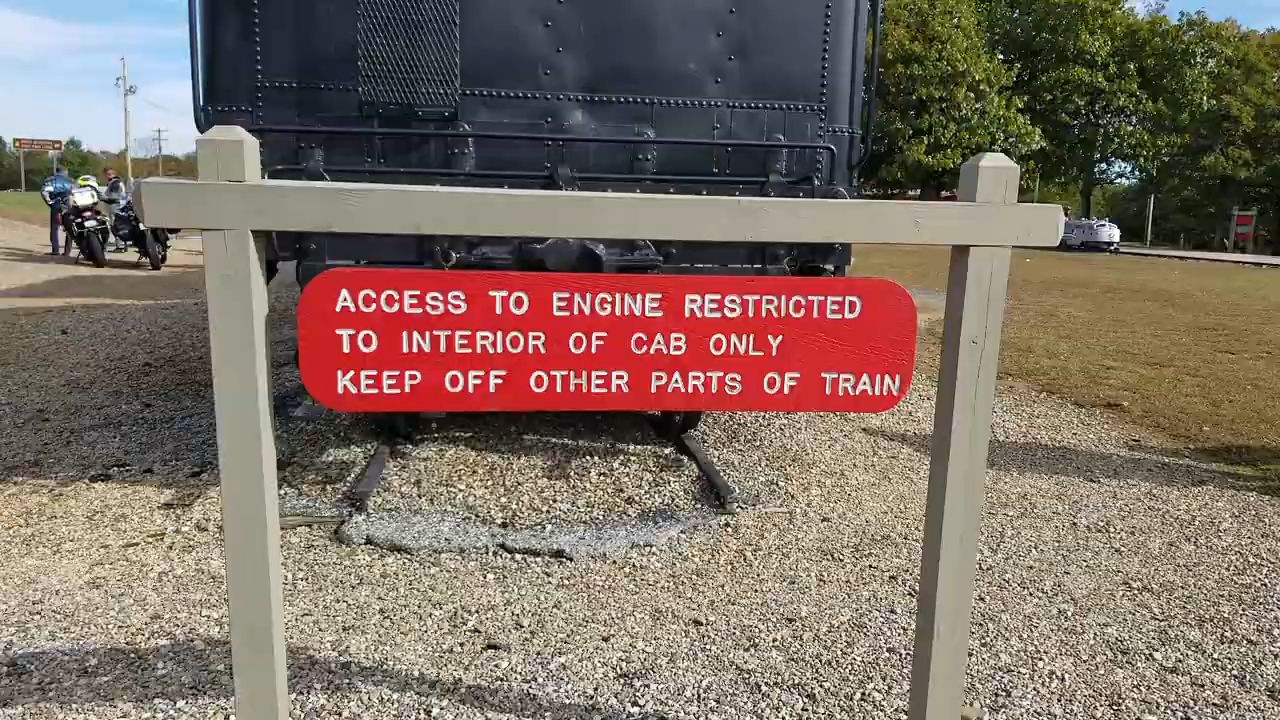 ACCESS TO ENGINE RESTRICTED
TO INTERIOR OF CAB ONLY
KEEP OFF OTHER PARTS OF TRAIN